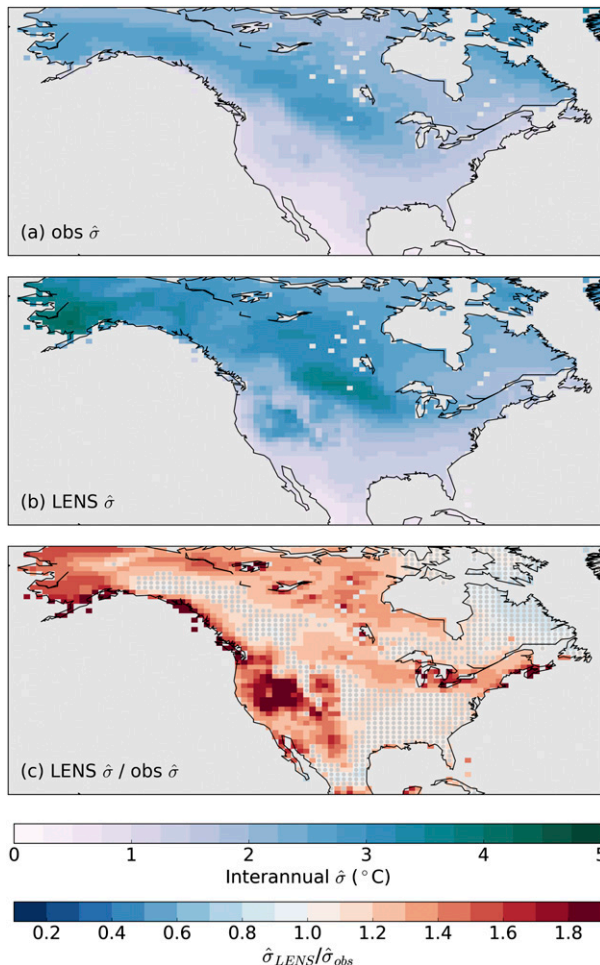 (a) obs σ̂
(b) LENS σ̂
(c) LENS σ̂ / obs σ̂
0 1 2 3 4 5
Interannual σ̂ (°C)
0.2 0.4 0.6 0.8 1.0 1.2 1.4 1.6 1.8
σ̂LENS/σ̂obs